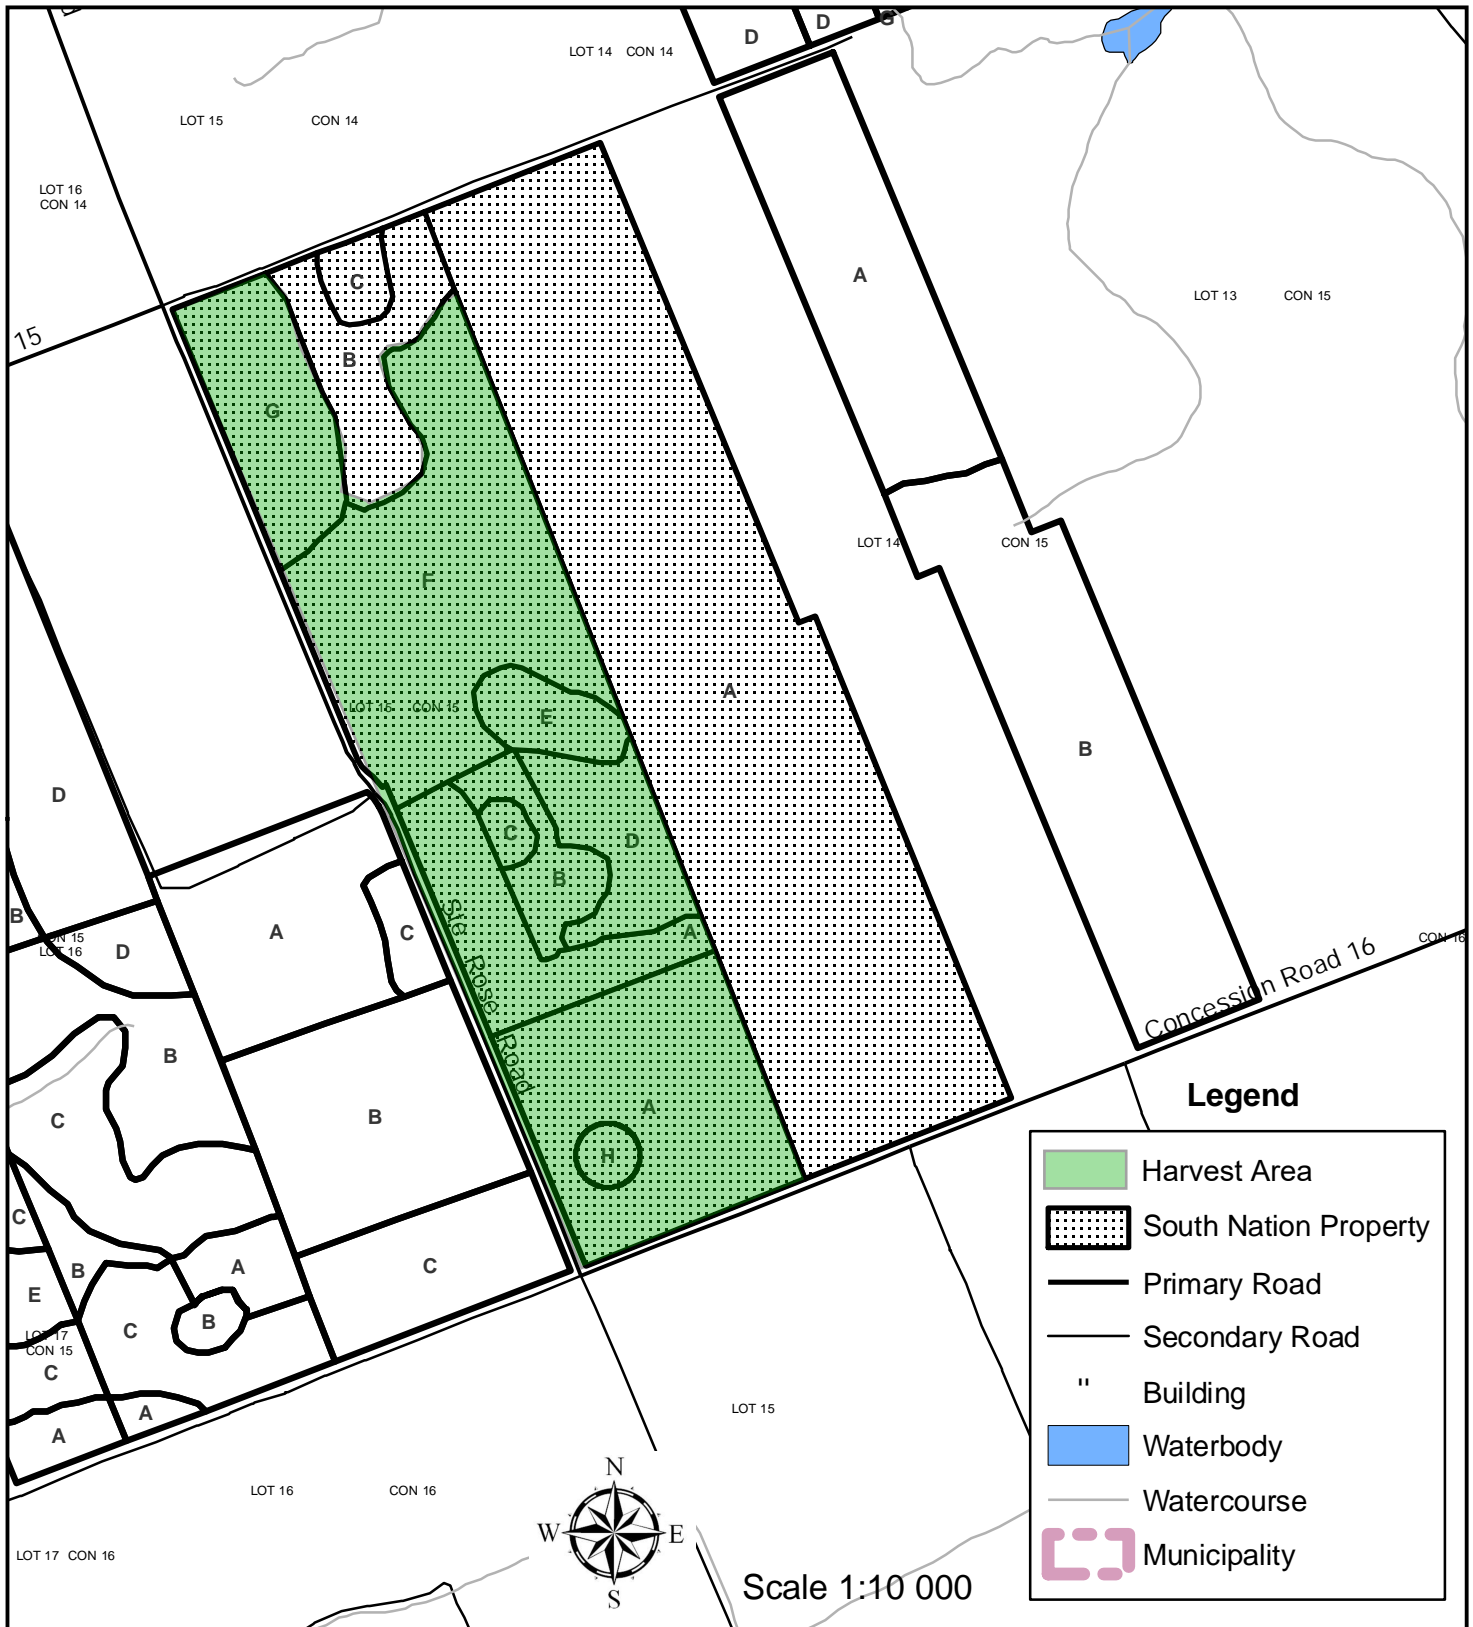 D
D
G
LOT 14 CON 14
LOT 15 CON 14
LOT 16
CON 14
A
C
LOT 13 CON 15
15
B
G
LOT 14 CON 15
F
A
LOT 15 CON 15
E
B
D
D
C
B
B
A
C
A
CON 16
LOT 16
D
Concession Road 16
Ste Rose Road
B
A
C
B
H
C
B
A
C
E
B
C
LOT 17
CON 15
C
A
A
LOT 15
LOT 16 CON 16
LOT 17 CON 16
N
W E
S
Scale 1:10 000
Legend
Harvest Area
South Nation Property
Primary Road
Secondary Road
" Building
Waterbody
Watercourse
Municipality